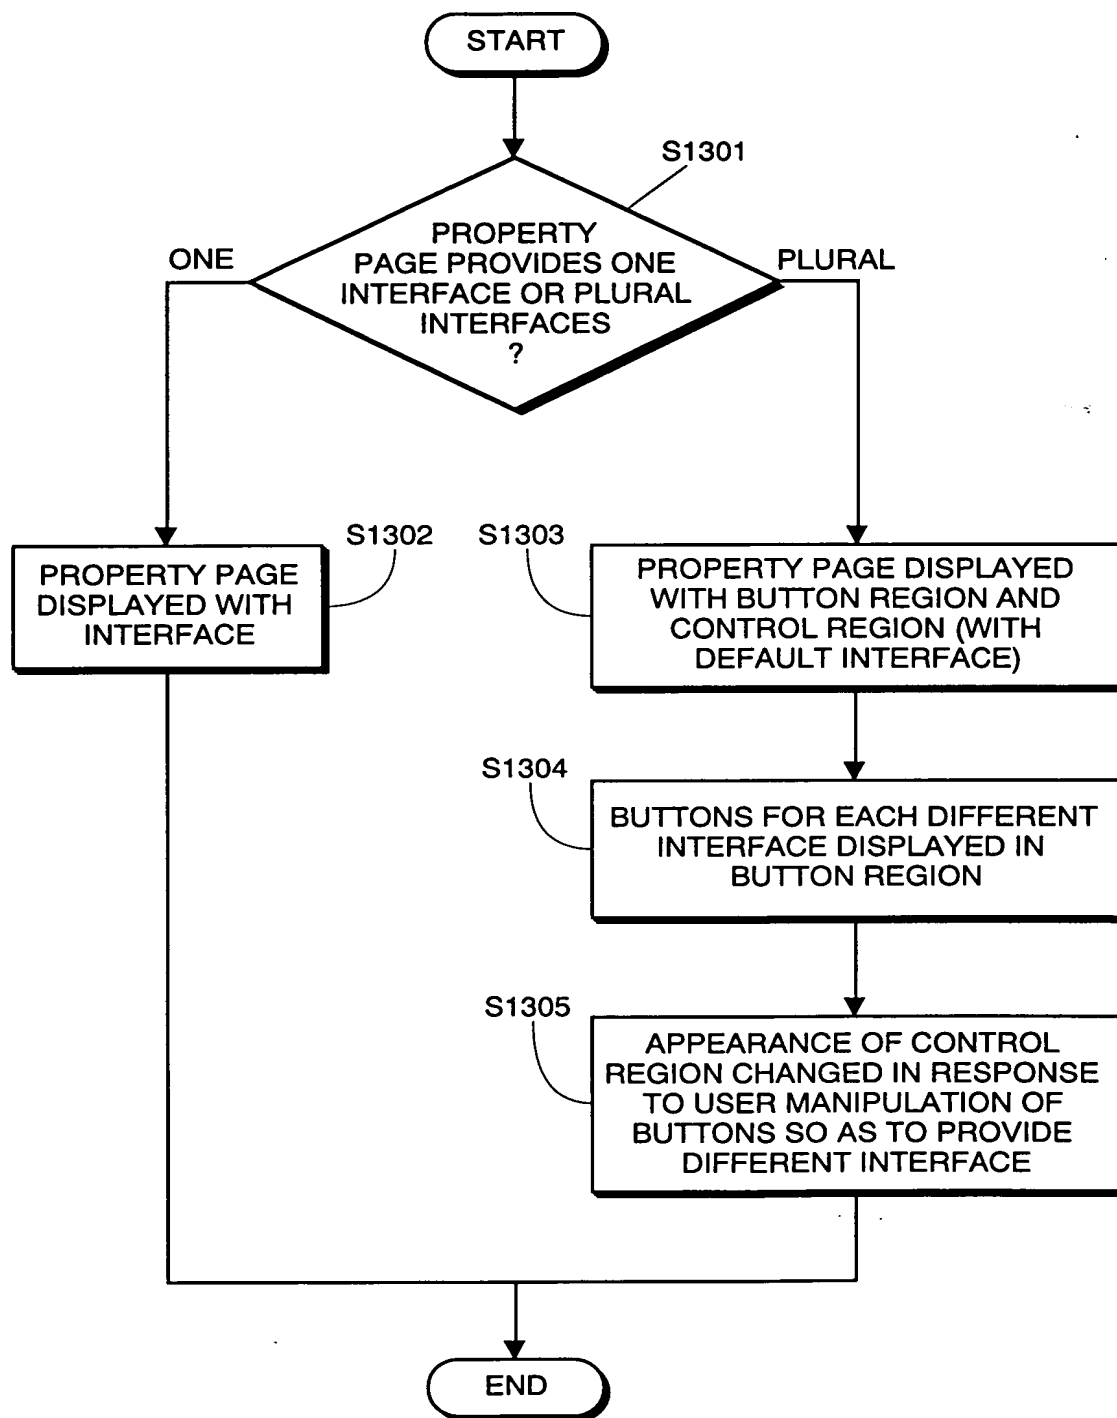 START
S1301
PROPERTY
PAGE PROVIDES ONE
INTERFACE OR PLURAL
INTERFACES
?
ONE
PLURAL
S1302
PROPERTY PAGE
DISPLAYED WITH
INTERFACE
S1303
PROPERTY PAGE DISPLAYED
WITH BUTTON REGION AND
CONTROL REGION (WITH
DEFAULT INTERFACE)
S1304
BUTTONS FOR EACH DIFFERENT
INTERFACE DISPLAYED IN
BUTTON REGION
S1305
APPEARANCE OF CONTROL
REGION CHANGED IN RESPONSE
TO USER MANIPULATION OF
BUTTONS SO AS TO PROVIDE
DIFFERENT INTERFACE
END